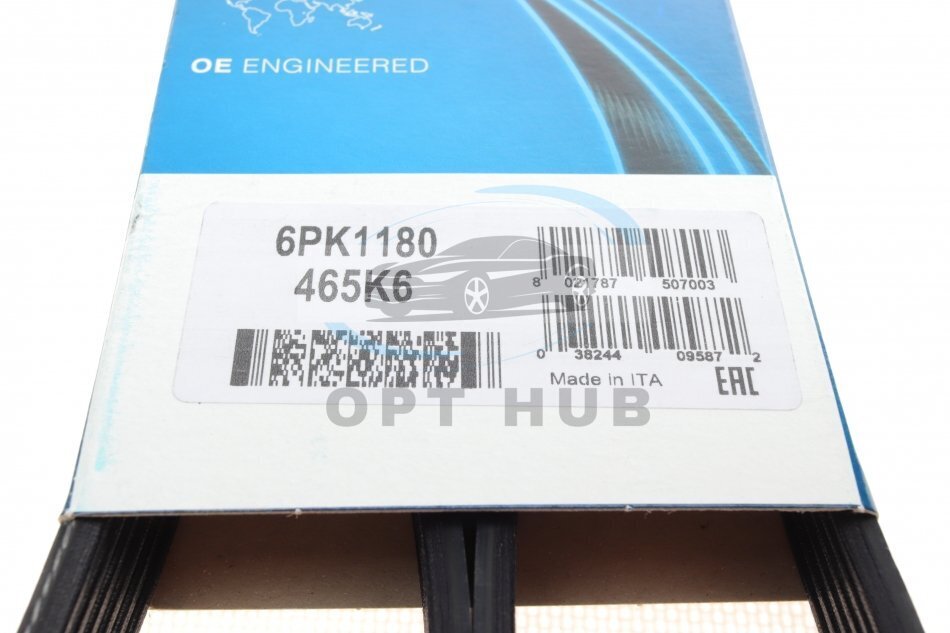 OE ENGINEERED
6PK1180
465K6
8 021787 507003
0 38244 09587 2
Made in ITA
EAC
OPT HUB